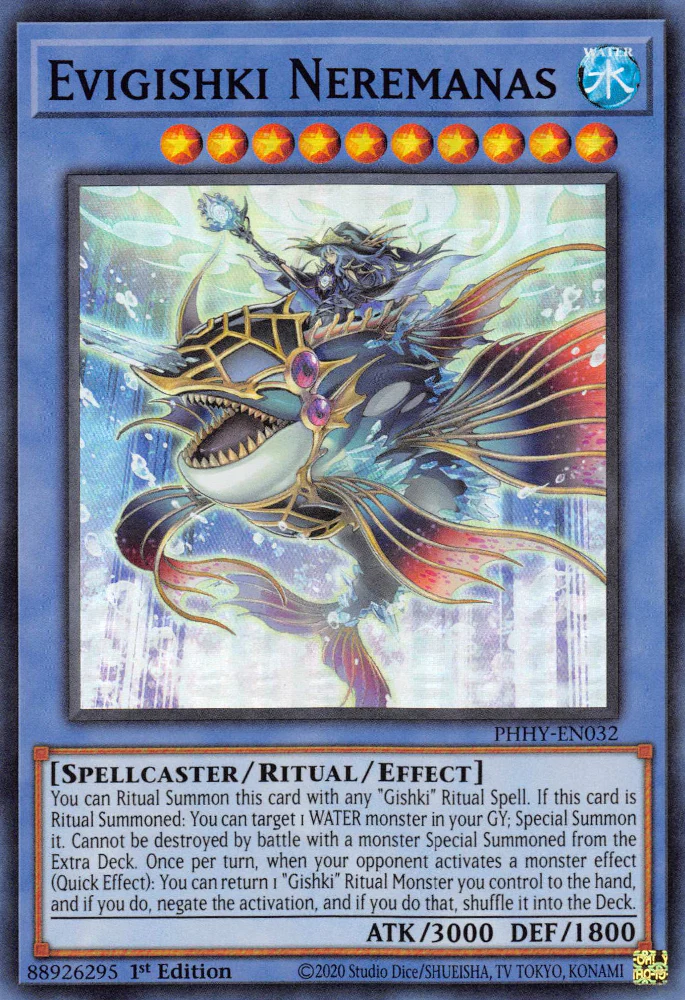 EVIGISHKI NEREMANAS
WATER
水
PHHY-EN032
[SPELLCASTER/RITUAL/EFFECT]
You can Ritual Summon this card with any "Gishki" Ritual Spell. If this card is
Ritual Summoned: You can target 1 WATER monster in your GY; Special Summon
it. Cannot be destroyed by battle with a monster Special Summoned from the
Extra Deck. Once per turn, when your opponent activates a monster effect
(Quick Effect): You can return 1 "Gishki" Ritual Monster you control to the hand,
and if you do, negate the activation, and if you do that, shuffle it into the Deck.
ATK/3000 DEF/1800
88926295 1st Edition ©2020 Studio Dice/SHUEISHA, TV TOKYO, KONAMI